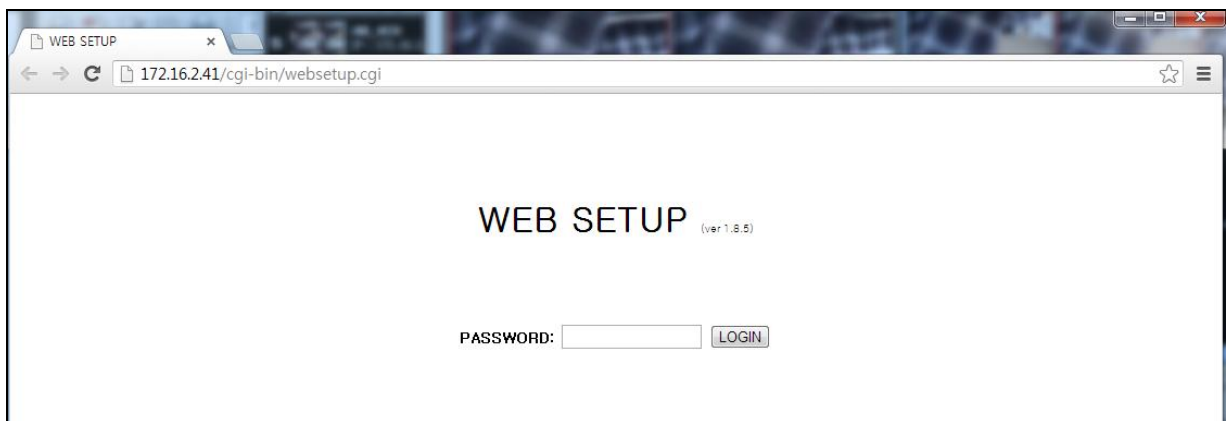 WEB SETUP
172.16.2.41/cgi-bin/websetup.cgi
WEB SETUP (ver 1.8.5)
PASSWORD: LOGIN